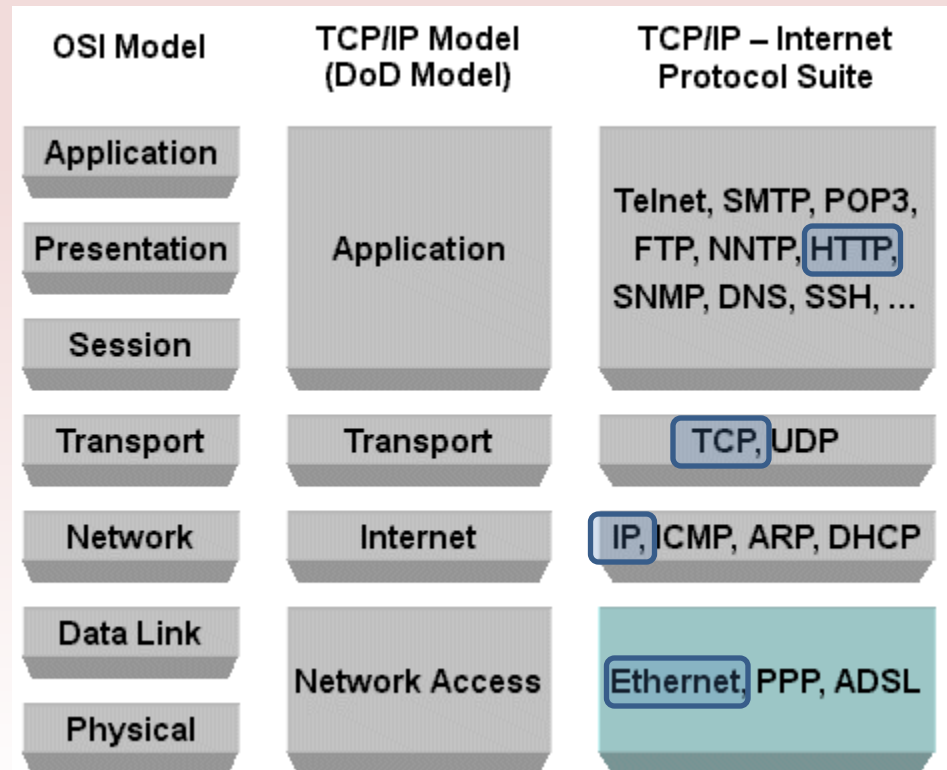 OSI Model
TCP/IP Model
(DoD Model)
TCP/IP – Internet
Protocol Suite
Application
Presentation
Session
Transport
Network
Data Link
Physical
Application
Transport
Internet
Network Access
Telnet, SMTP, POP3,
FTP, NNTP, HTTP,
SNMP, DNS, SSH, ...
TCP, UDP
IP, ICMP, ARP, DHCP
Ethernet, PPP, ADSL